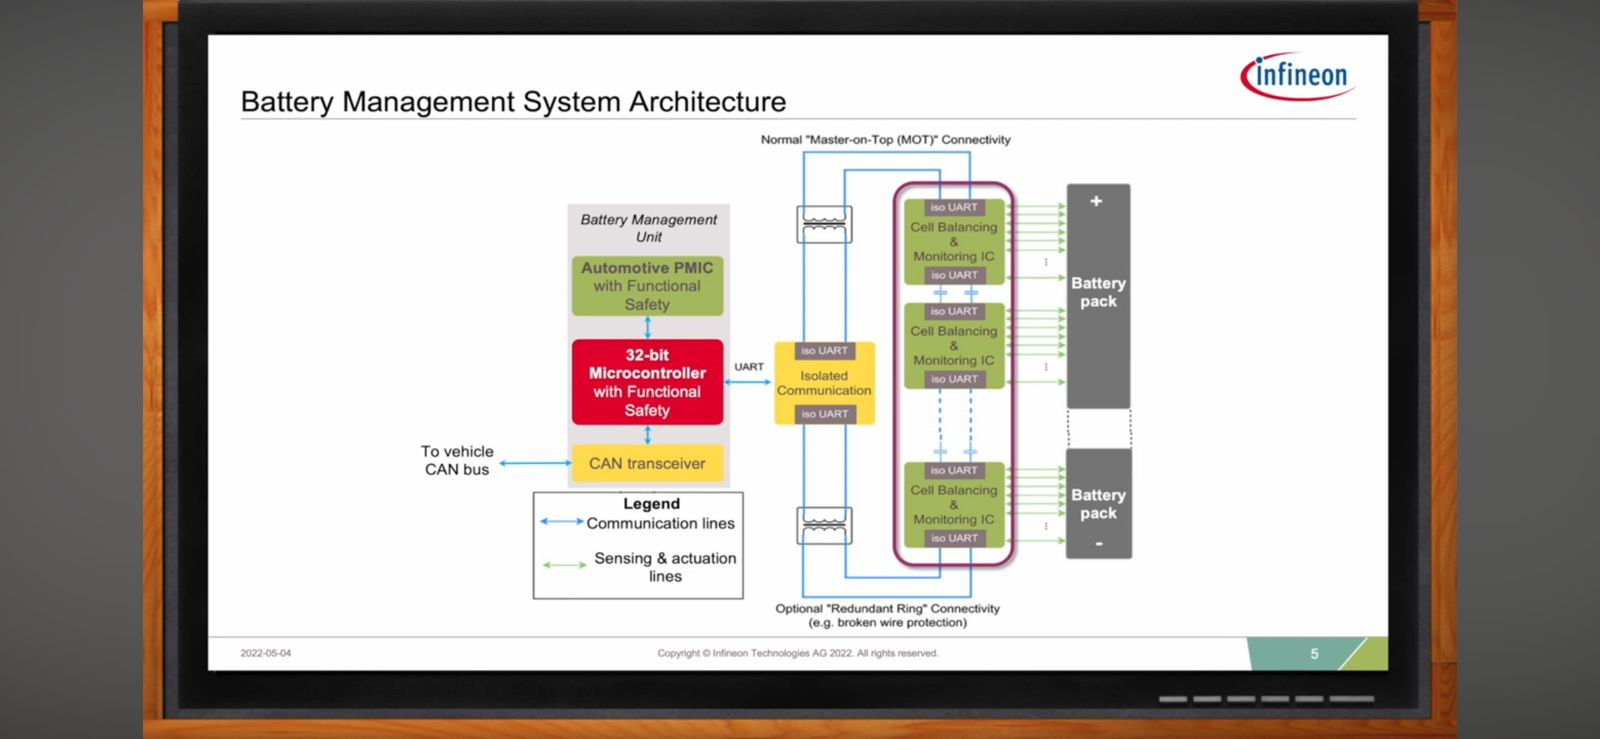 infineon
Battery Management System Architecture
Normal "Master-on-Top (MOT)" Connectivity
Battery Management
Unit
Automotive PMIC
with Functional
Safety
32-bit
Microcontroller
with Functional
Safety
CAN transceiver
To vehicle
CAN bus
UART
iso UART
Isolated
Communication
iso UART
iso UART
Cell Balancing
&
Monitoring IC
iso UART
iso UART
Cell Balancing
&
Monitoring IC
iso UART
iso UART
Cell Balancing
&
Monitoring IC
iso UART
+
Battery
pack
Battery
pack
-
Legend
Communication lines
Sensing & actuation
lines
Optional "Redundant Ring" Connectivity
(e.g. broken wire protection)
2022-05-04
Copyright © Infineon Technologies AG 2022. All rights reserved.
5